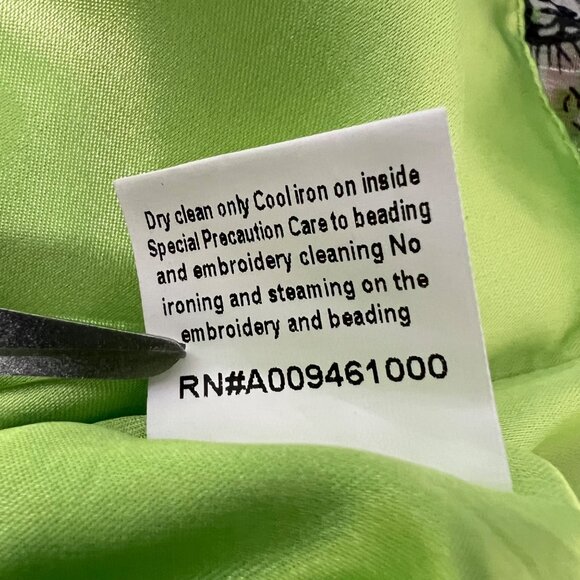 Dry clean only Cool iron on inside
Special Precaution Care to beading
and embroidery cleaning No
ironing and steaming on the
embroidery and beading
RN#A009461000